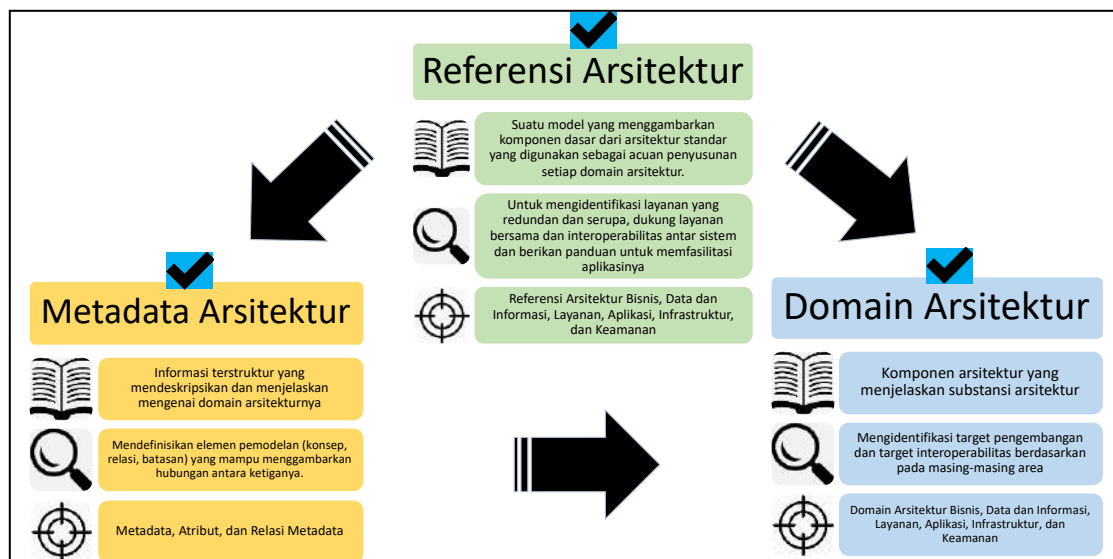 Referensi Arsitektur
Suatu model yang menggambarkan
komponen dasar dari arsitektur standar
yang digunakan sebagai acuan penyusunan
setiap domain arsitektur.
Untuk mengidentifikasi layanan yang
redundan dan serupa, dukung layanan
bersama dan interoperabilitas antar sistem
dan berikan panduan untuk memfasilitasi
aplikasinya
Referensi Arsitektur Bisnis, Data dan
Informasi, Layanan, Aplikasi, Infrastruktur,
dan Keamanan
Metadata Arsitektur
Informasi terstruktur yang
mendeskripsikan dan menjelaskan
mengenai domain arsitekturnya
Mendefinisikan elemen pemodelan (konsep,
relasi, batasan) yang mampu menggambarkan
hubungan antara ketiganya.
Metadata, Atribut, dan Relasi Metadata
Domain Arsitektur
Komponen arsitektur yang
menjelaskan substansi arsitektur
Mengidentifikasi target pengembangan
dan target interoperabilitas berdasarkan
pada masing-masing area
Domain Arsitektur Bisnis, Data dan Informasi,
Layanan, Aplikasi, Infrastruktur, dan
Keamanan